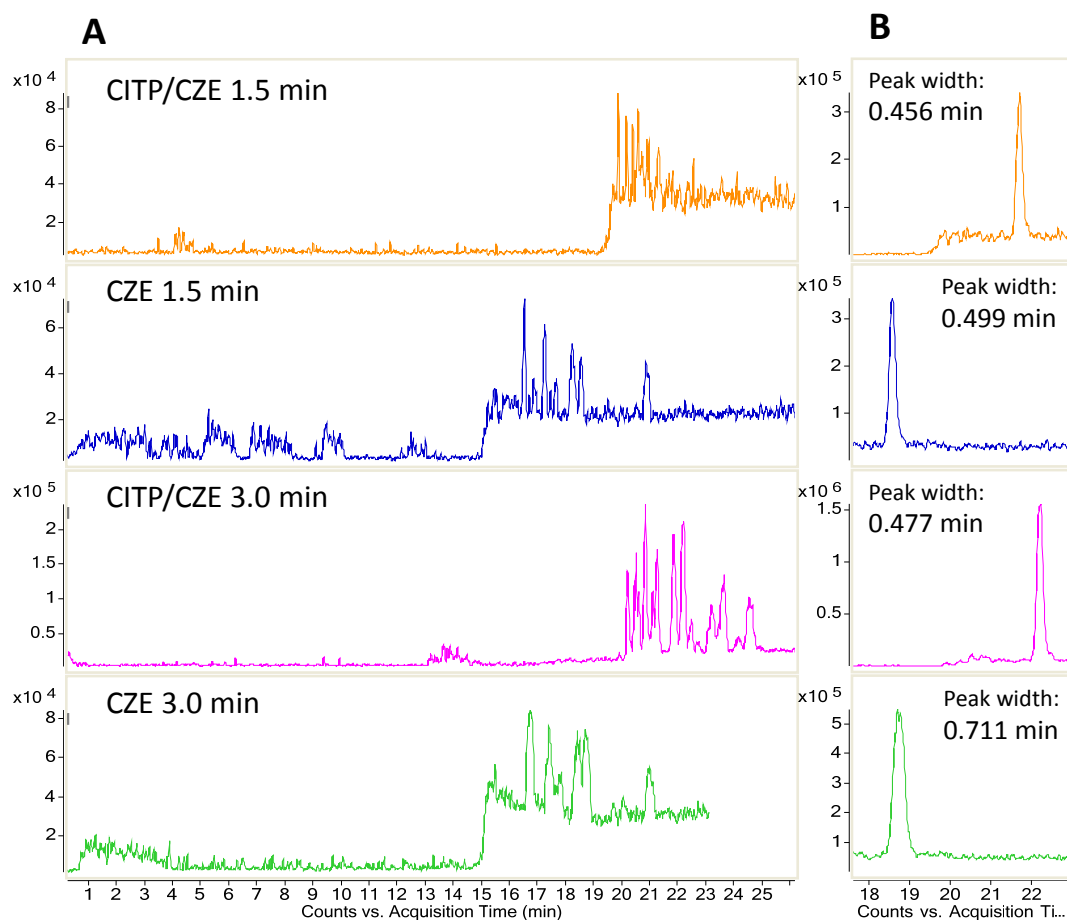 A
B
x10 4
CITP/CZE 1.5 min
8
6
4
2
x10 5
Peak width:
0.456 min
3
2
1
x10 4
CZE 1.5 min
6
4
2
x10 5
Peak width:
0.499 min
3
2
1
x10 5
CITP/CZE 3.0 min
2
1.5
1
0.5
x10 6
Peak width:
0.477 min
1.5
1
0.5
x10 4
CZE 3.0 min
8
6
4
2
x10 5
Peak width:
0.711 min
5
4
3
2
1
1 2 3 4 5 6 7 8 9 10 11 12 13 14 15 16 17 18 19 20 21 22 23 24 25
Counts vs. Acquisition Time (min)
18 19 20 21 22
Counts vs. Acquisition Ti...